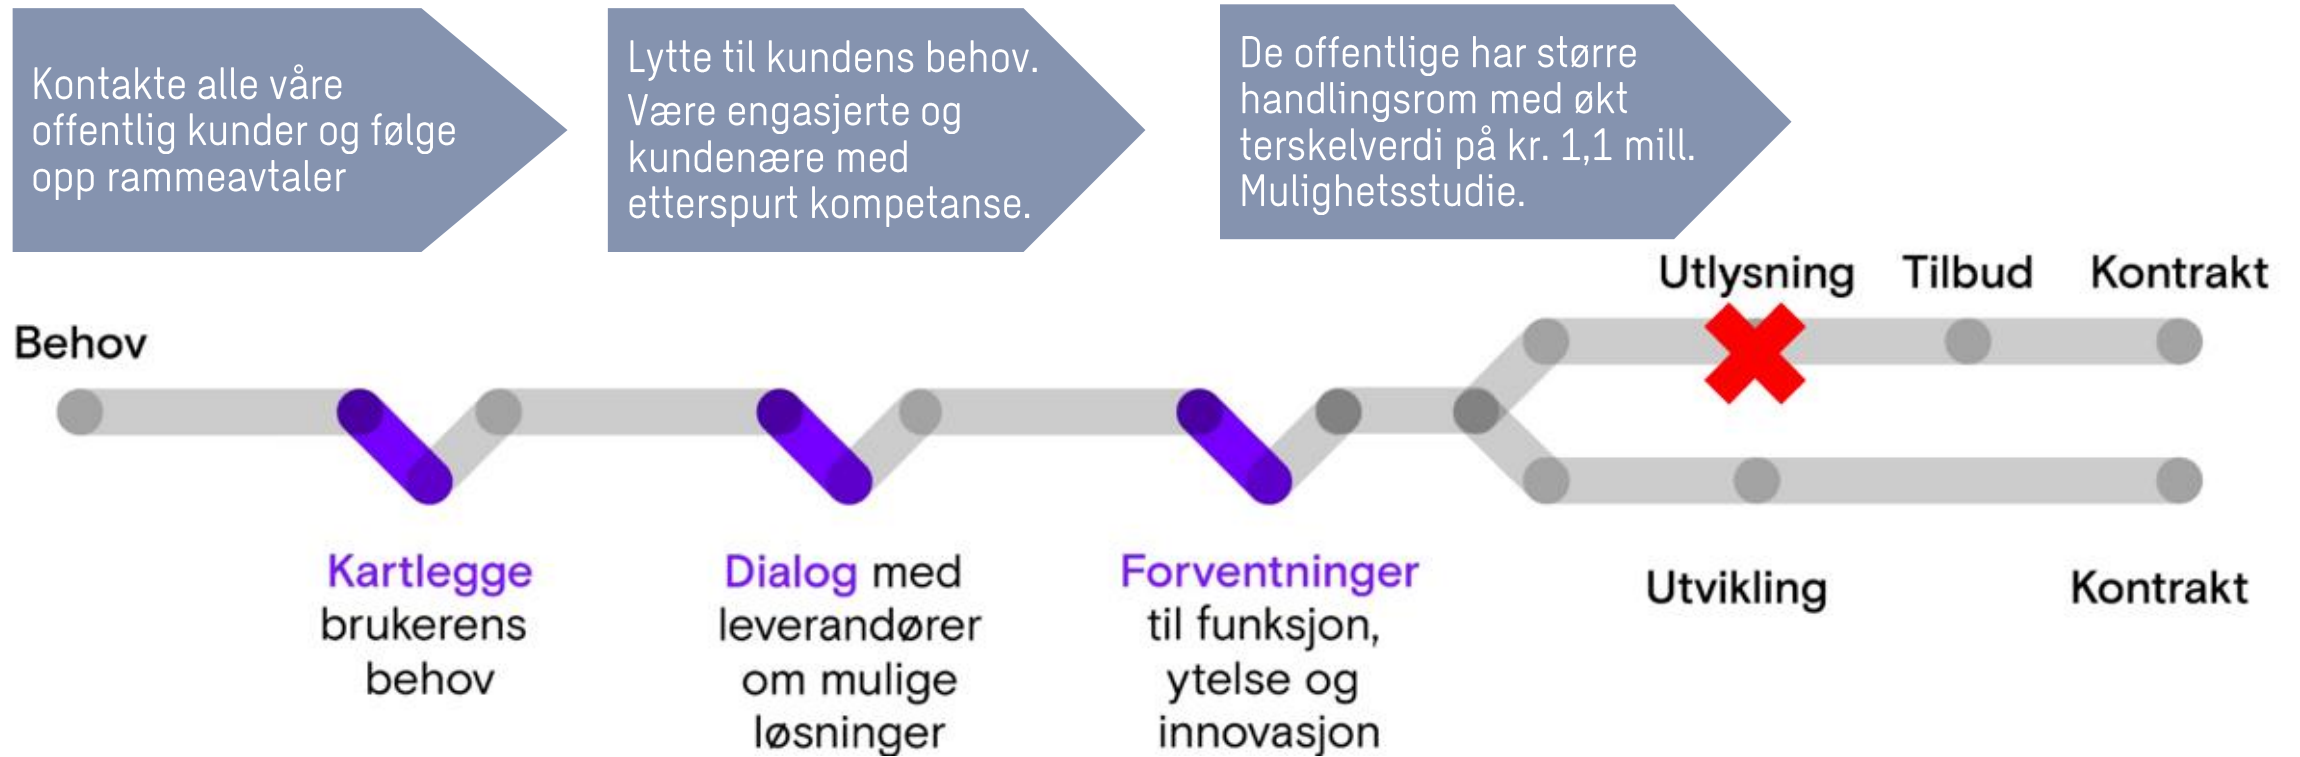 Kontakte alle våre
offentlig kunder og følge
opp rammeavtaler
Lytte til kundens behov.
Være engasjerte og
kundenære med
etterspurt kompetanse.
De offentlige har større
handlingsrom med økt
terskelverdi på kr. 1,1 mill.
Mulighetsstudie.
Utlysning
Tilbud
Kontrakt
Behov
Kartlegge
brukerens
behov
Dialog med
leverandører
om mulige
løsninger
Forventninger
til funksjon,
ytelse og
innovasjon
Utvikling
Kontrakt